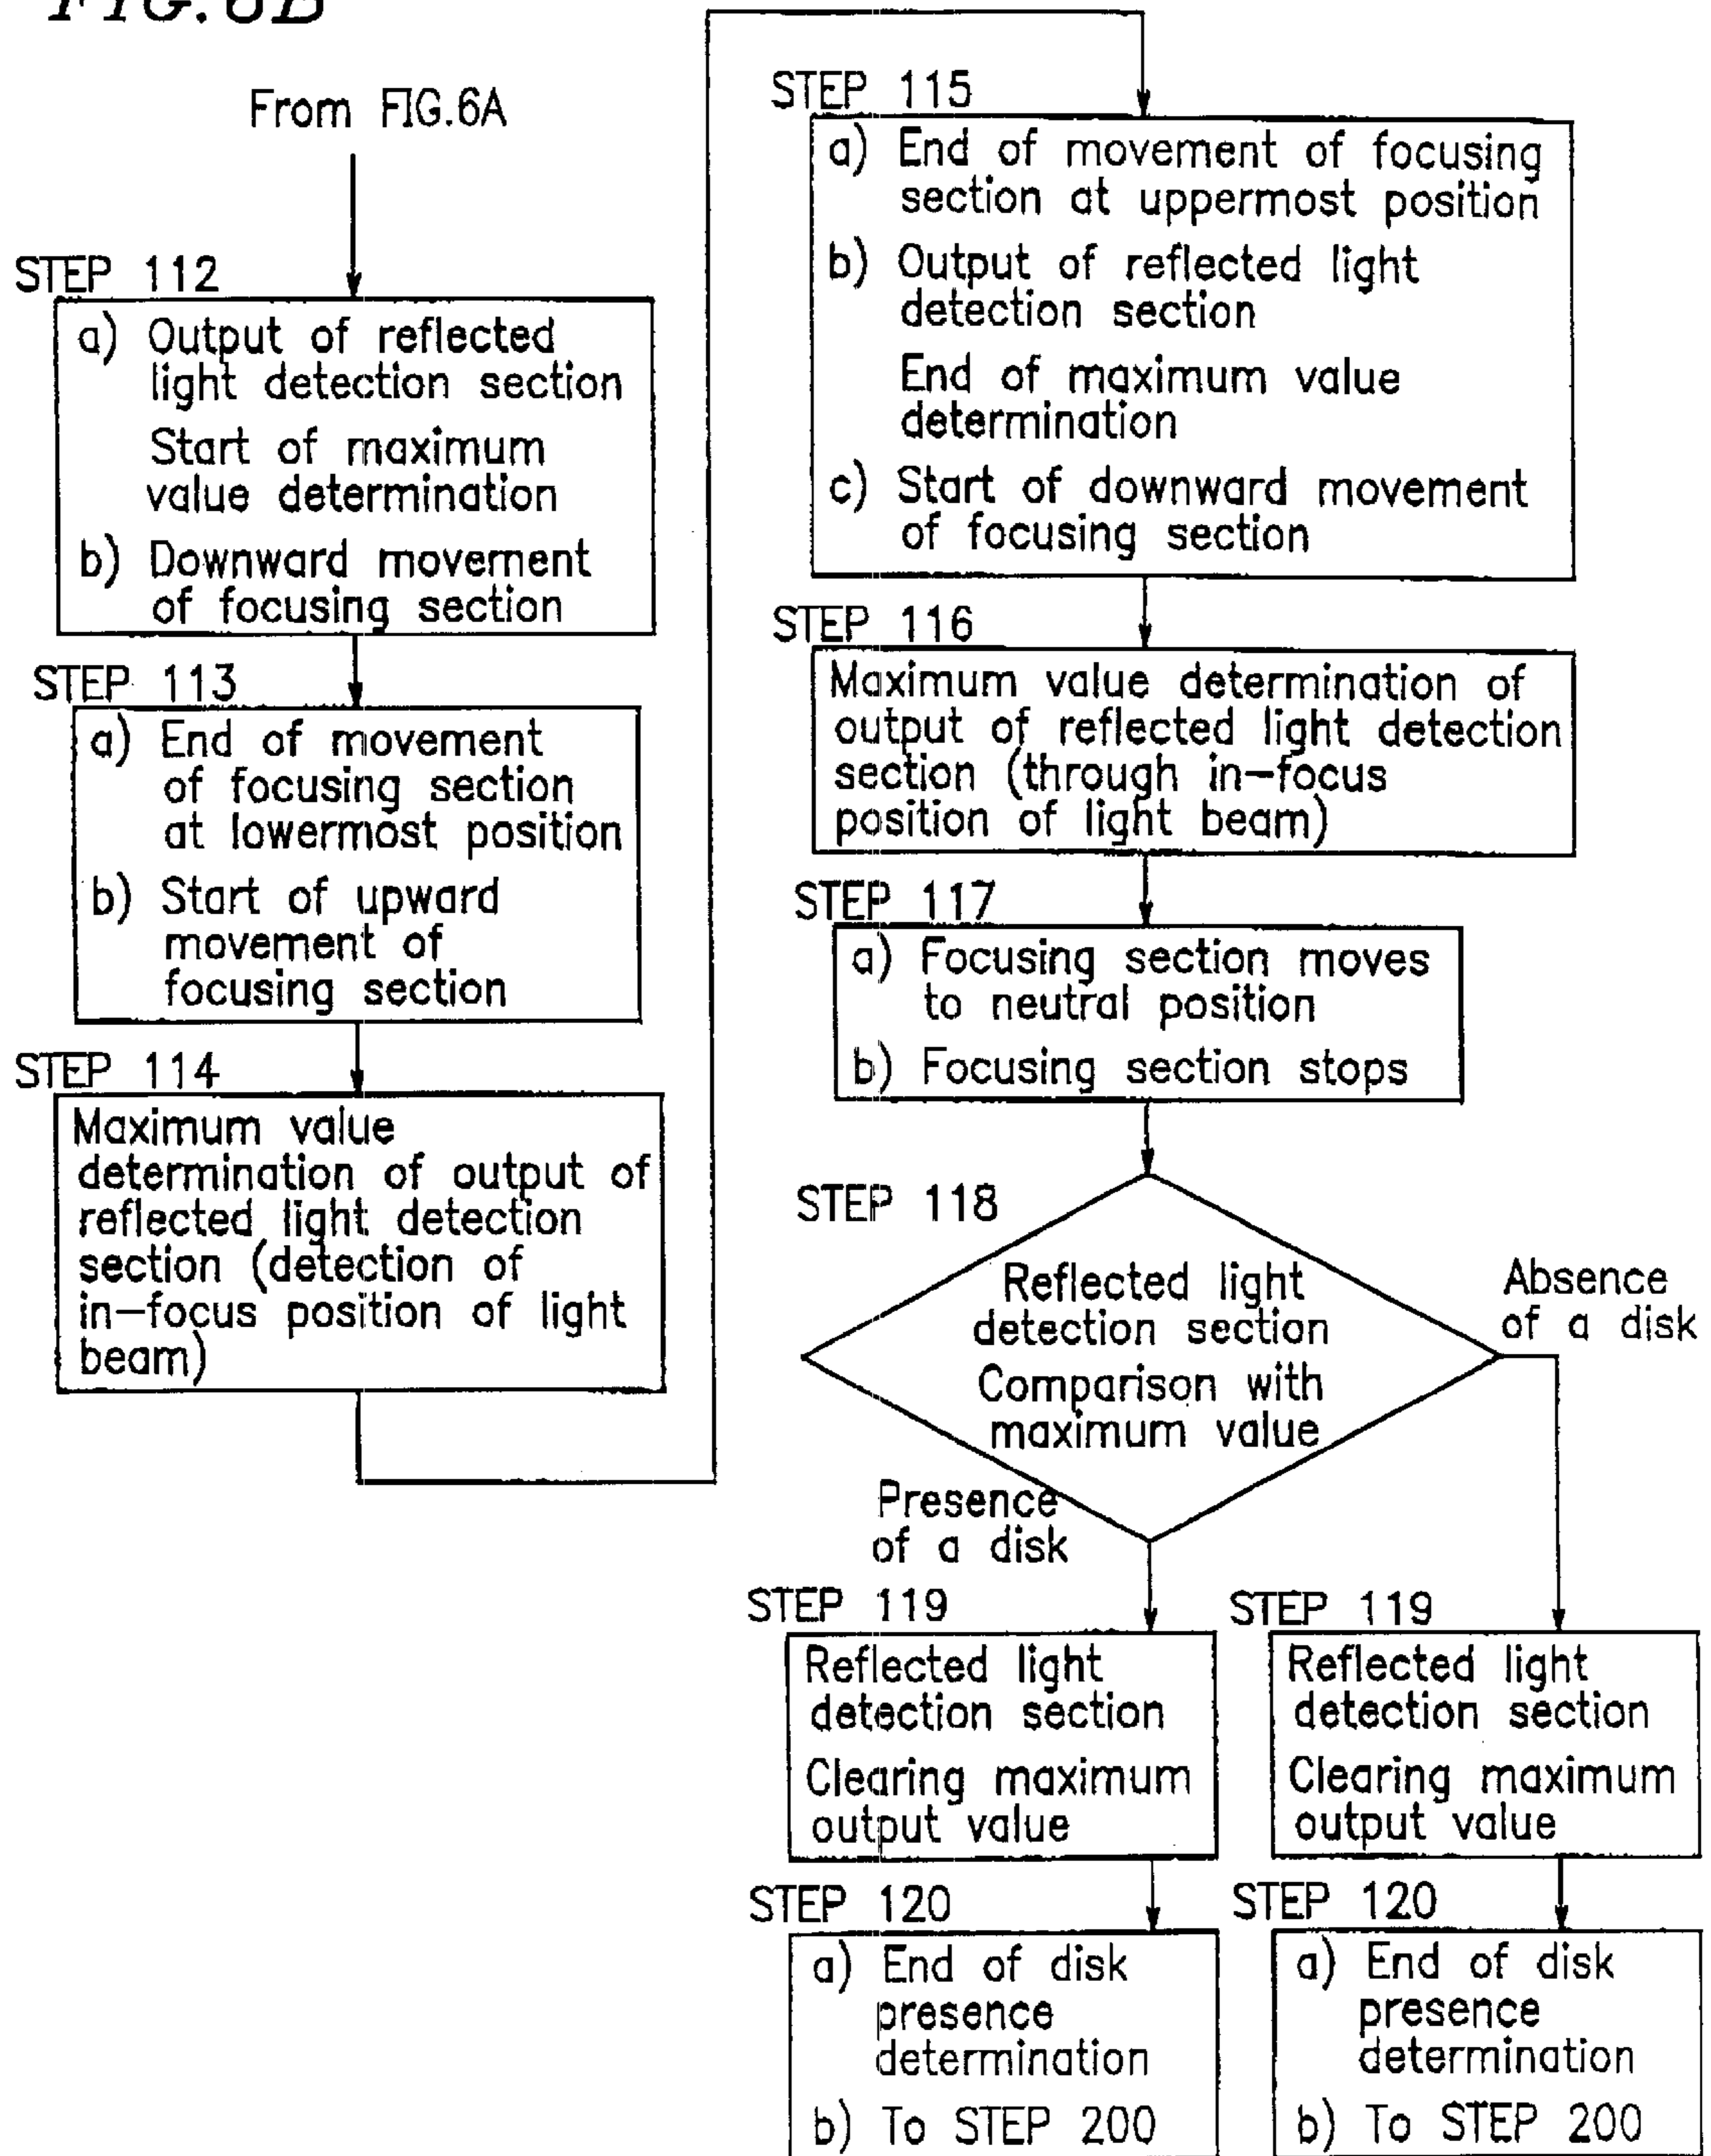 FIG. 6B
From FIG.6A
STEP 112
a) Output of reflected
light detection section
Start of maximum
value determination
b) Downward movement
of focusing section
STEP 113
a) End of movement
of focusing section
at lowermost position
b) Start of upward
movement of
focusing section
STEP 114
Maximum value
determination of output of
reflected light detection
section (detection of
in-focus position of light
beam)
STEP 115
a) End of movement of focusing
section at uppermost position
b) Output of reflected light
detection section
End of maximum value
determination
c) Start of downward movement
of focusing section
STEP 116
Maximum value determination of
output of reflected light detection
section (through in-focus
position of light beam)
STEP 117
a) Focusing section moves
to neutral position
b) Focusing section stops
STEP 118
Reflected light
detection section
Comparison with
maximum value
Absence
of a disk
Presence
of a disk
STEP 119
Reflected light
detection section
Clearing maximum
output value
STEP 120
a) End of disk
presence
determination
b) To STEP 200
STEP 119
Reflected light
detection section
Clearing maximum
output value
STEP 120
a) End of disk
presence
determination
b) To STEP 200